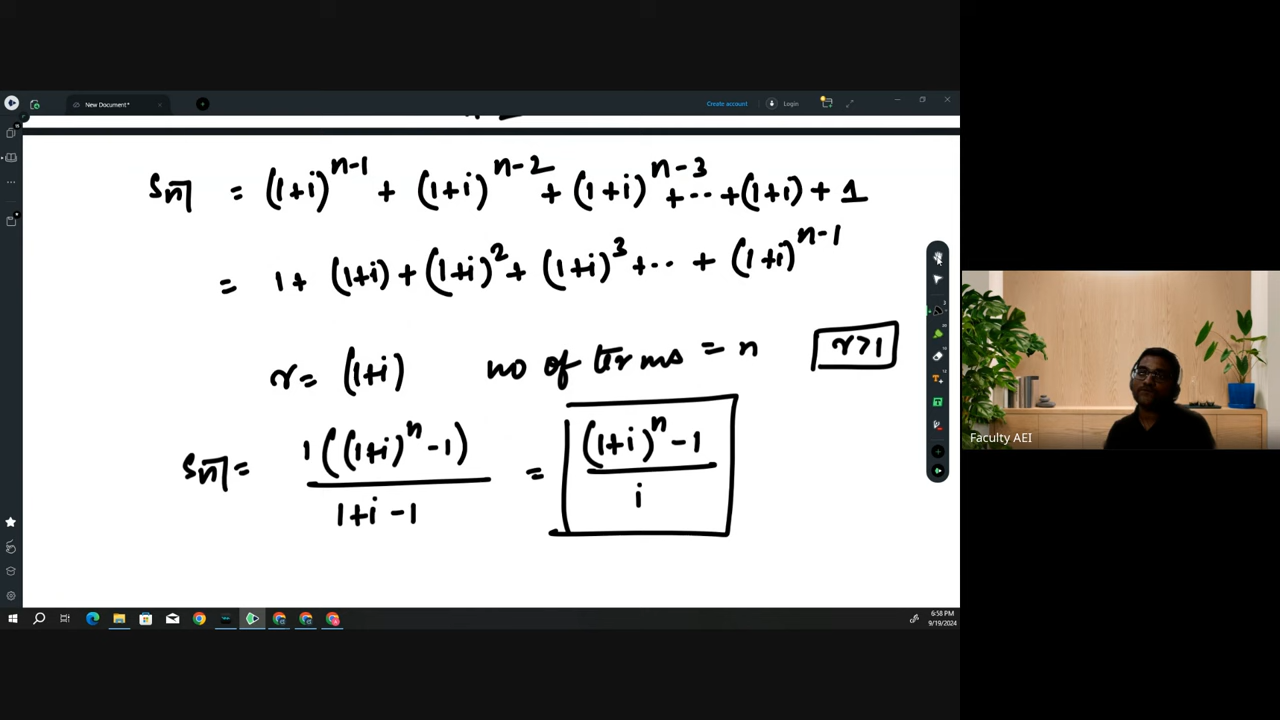 New Document*
Create account
Login
Sn̅| = (1+i)^{n-1} + (1+i)^{n-2} + (1+i)^{n-3} + ·· + (1+i) + 1
= 1 + (1+i) + (1+i)^2 + (1+i)^3 + ·· + (1+i)^{n-1}
r = (1+i) no of terms = n r>1
Sn̅| = 1((1+i)^n -1) / 1+i -1 = (1+i)^n -1 / i
Faculty AEI
6:58 PM
9/19/2024